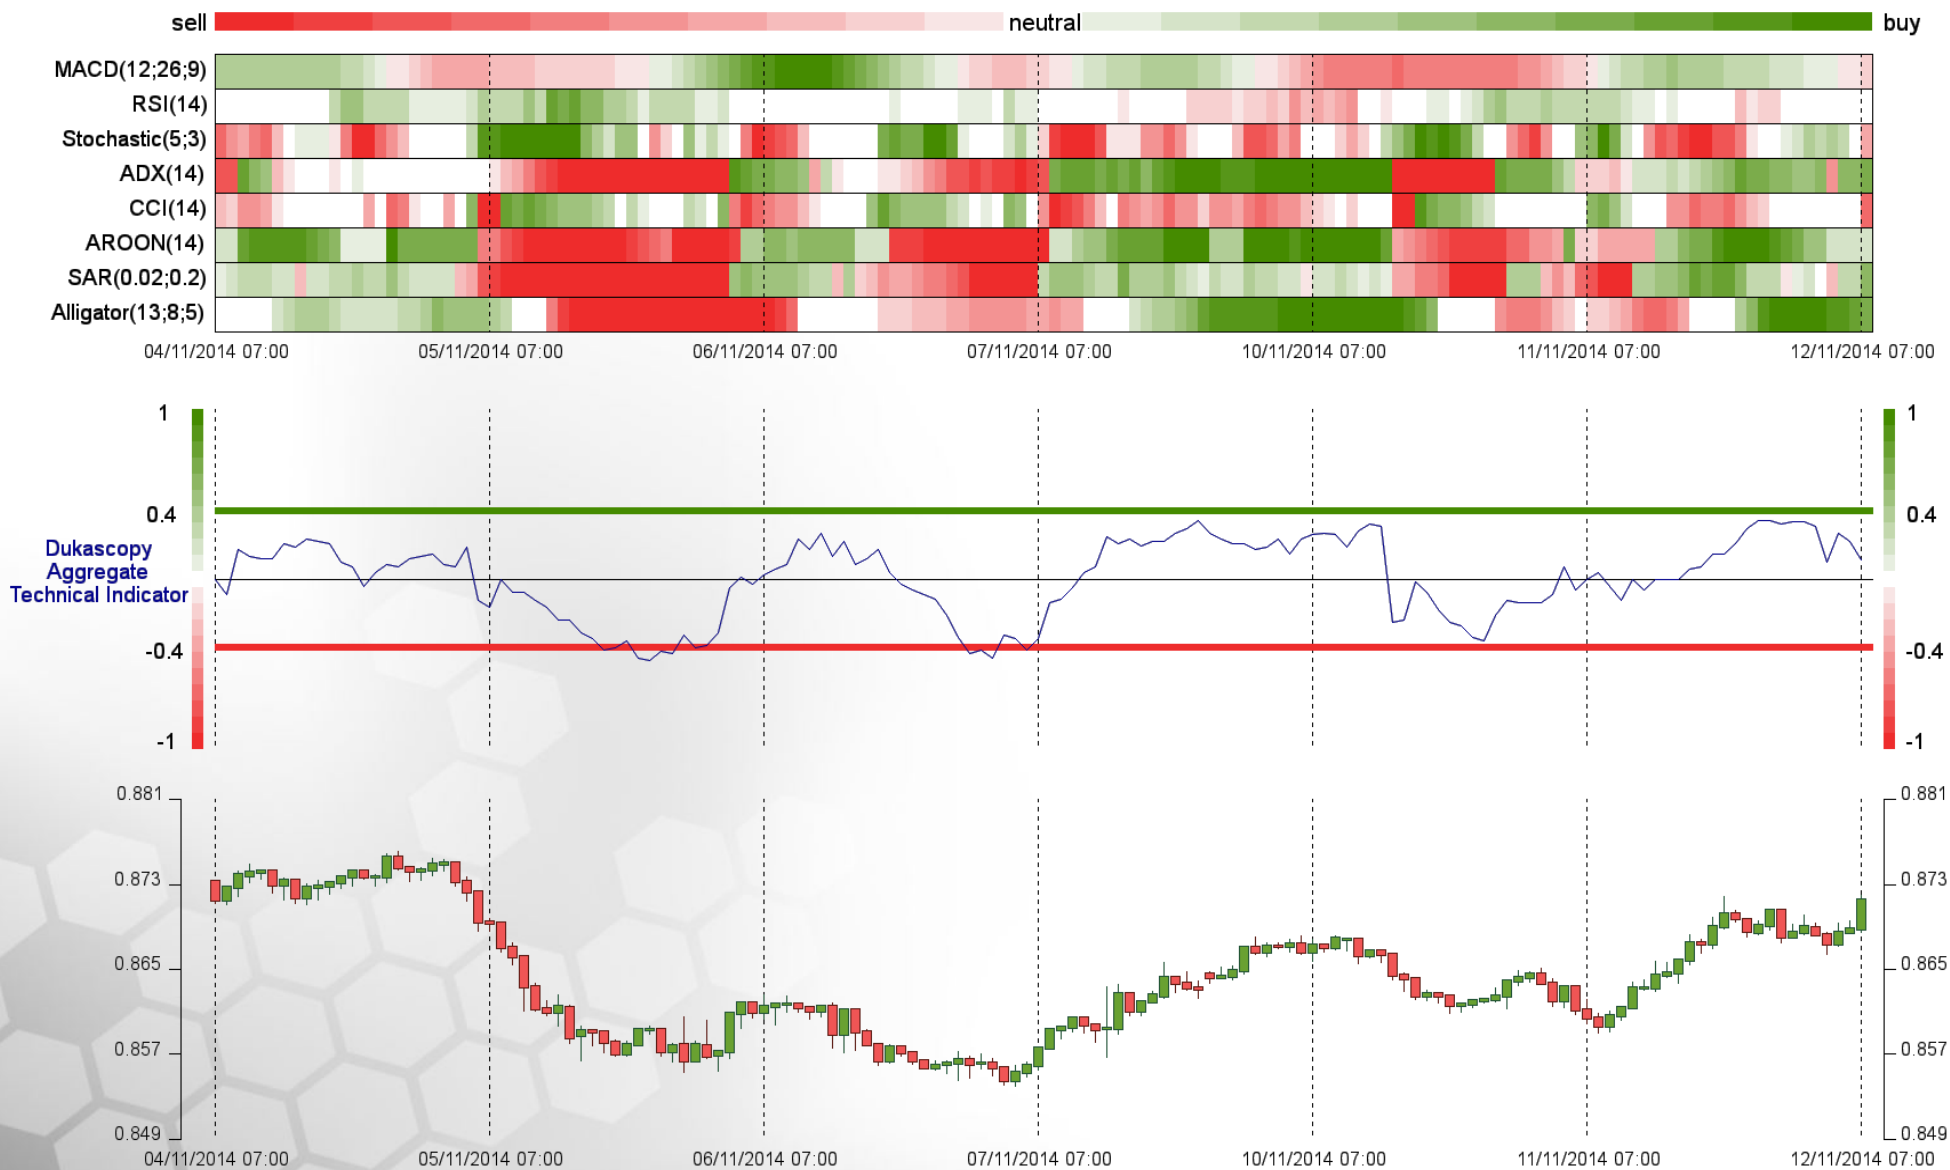 sell neutral buy
MACD(12;26;9)
RSI(14)
Stochastic(5;3)
ADX(14)
CCI(14)
AROON(14)
SAR(0.02;0.2)
Alligator(13;8;5)
04/11/2014 07:00 05/11/2014 07:00 06/11/2014 07:00 07/11/2014 07:00 10/11/2014 07:00 11/11/2014 07:00 12/11/2014 07:00
1 1
0.4 0.4
Dukascopy
Aggregate
Technical Indicator
-0.4 -0.4
-1 -1
0.881 0.881
0.873 0.873
0.865 0.865
0.857 0.857
0.849 0.849
04/11/2014 07:00 05/11/2014 07:00 06/11/2014 07:00 07/11/2014 07:00 10/11/2014 07:00 11/11/2014 07:00 12/11/2014 07:00